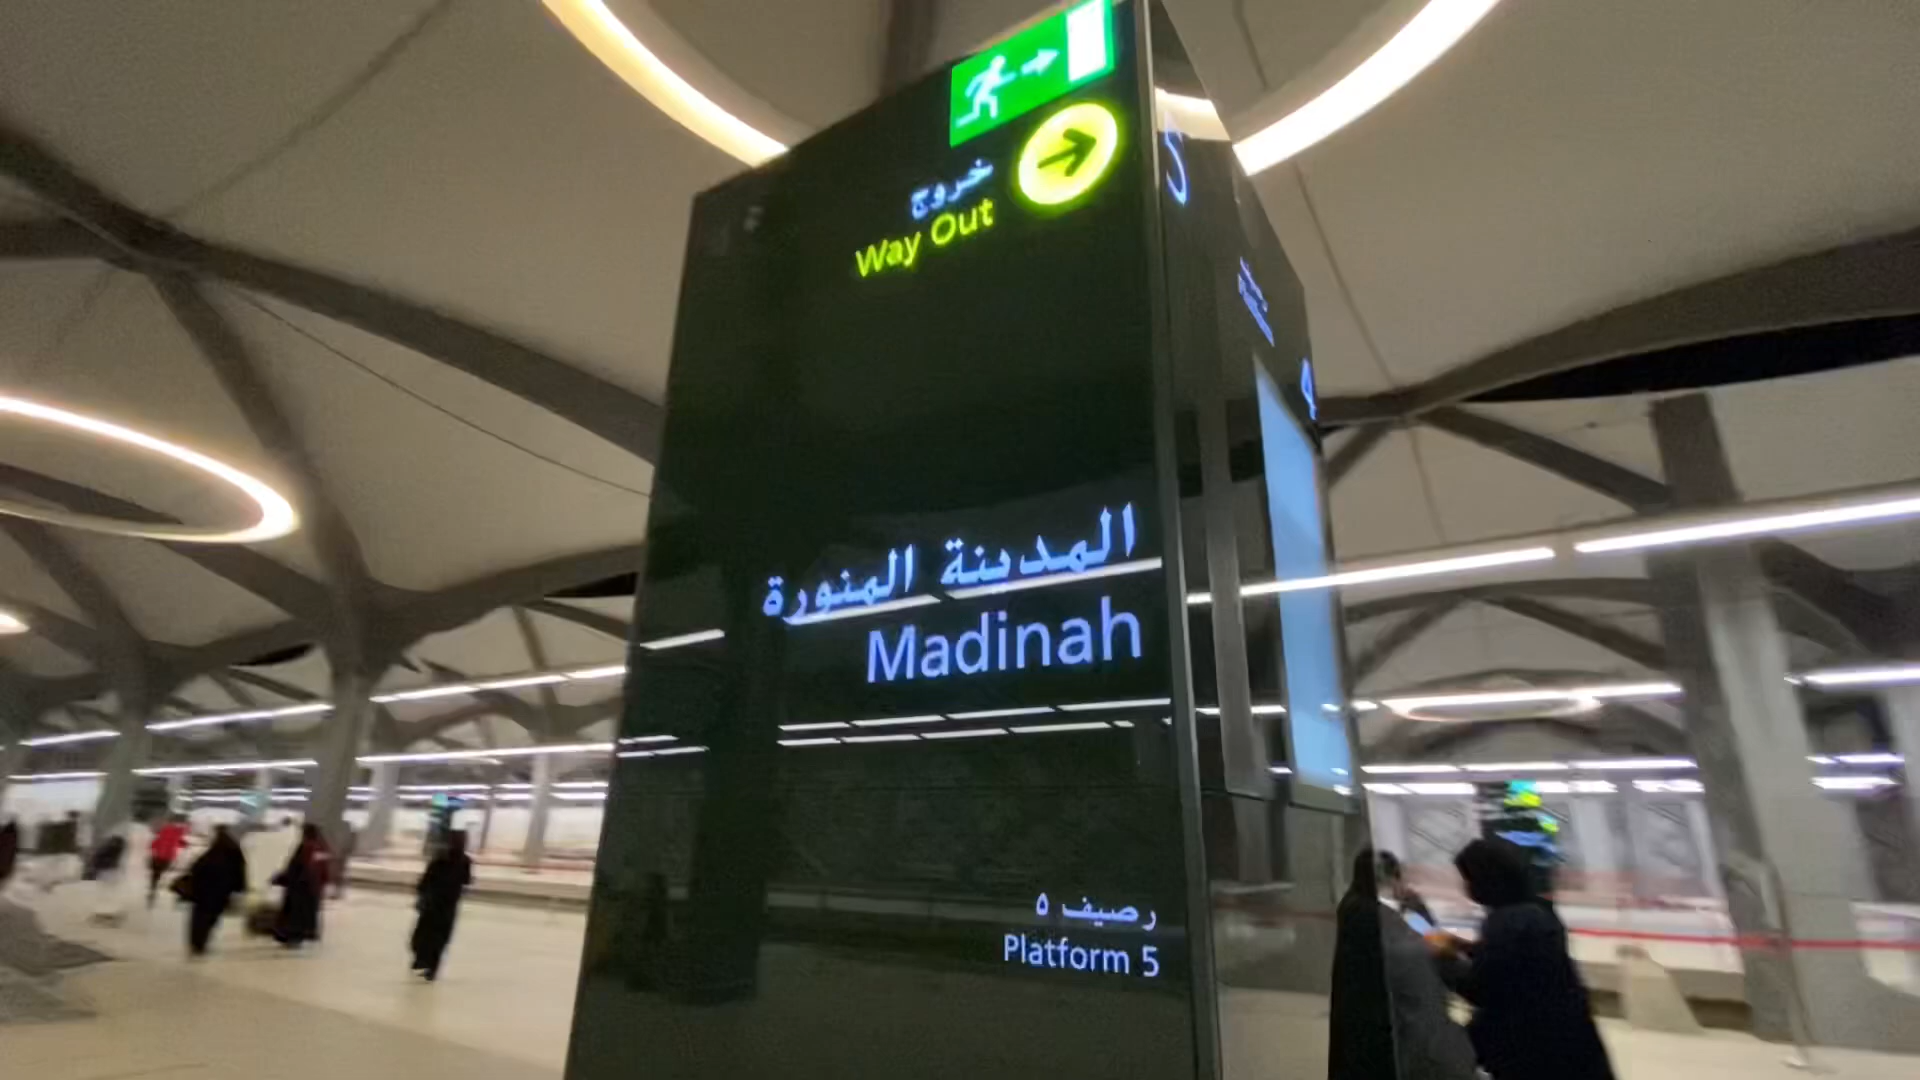 خروج
Way Out
المدينة المنورة
Madinah
رصيف ٥
Platform 5